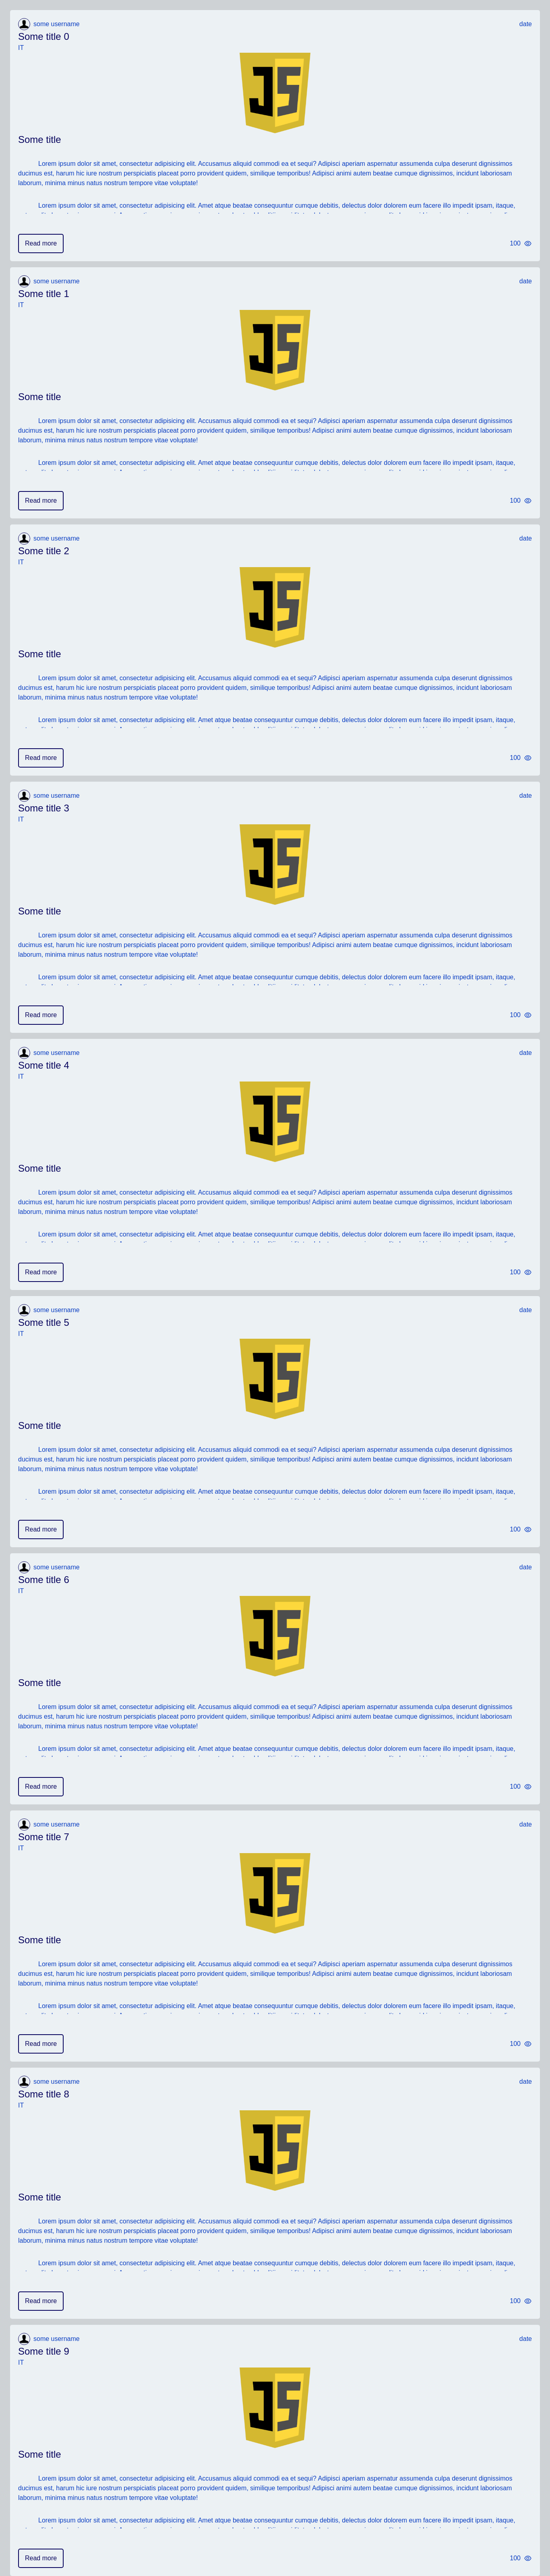 some username date
Some title 0
IT
JS
Some title
Lorem ipsum dolor sit amet, consectetur adipisicing elit. Accusamus aliquid commodi ea et sequi? Adipisci aperiam aspernatur assumenda culpa deserunt dignissimos
ducimus est, harum hic iure nostrum perspiciatis placeat porro provident quidem, similique temporibus! Adipisci animi autem beatae cumque dignissimos, incidunt laboriosam
laborum, minima minus natus nostrum tempore vitae voluptate!
Lorem ipsum dolor sit amet, consectetur adipisicing elit. Amet atque beatae consequuntur cumque debitis, delectus dolor dolorem eum facere illo impedit ipsam, itaque,
Read more 100
some username date
Some title 1
IT
JS
Some title
Lorem ipsum dolor sit amet, consectetur adipisicing elit. Accusamus aliquid commodi ea et sequi? Adipisci aperiam aspernatur assumenda culpa deserunt dignissimos
ducimus est, harum hic iure nostrum perspiciatis placeat porro provident quidem, similique temporibus! Adipisci animi autem beatae cumque dignissimos, incidunt laboriosam
laborum, minima minus natus nostrum tempore vitae voluptate!
Lorem ipsum dolor sit amet, consectetur adipisicing elit. Amet atque beatae consequuntur cumque debitis, delectus dolor dolorem eum facere illo impedit ipsam, itaque,
Read more 100
some username date
Some title 2
IT
JS
Some title
Lorem ipsum dolor sit amet, consectetur adipisicing elit. Accusamus aliquid commodi ea et sequi? Adipisci aperiam aspernatur assumenda culpa deserunt dignissimos
ducimus est, harum hic iure nostrum perspiciatis placeat porro provident quidem, similique temporibus! Adipisci animi autem beatae cumque dignissimos, incidunt laboriosam
laborum, minima minus natus nostrum tempore vitae voluptate!
Lorem ipsum dolor sit amet, consectetur adipisicing elit. Amet atque beatae consequuntur cumque debitis, delectus dolor dolorem eum facere illo impedit ipsam, itaque,
Read more 100
some username date
Some title 3
IT
JS
Some title
Lorem ipsum dolor sit amet, consectetur adipisicing elit. Accusamus aliquid commodi ea et sequi? Adipisci aperiam aspernatur assumenda culpa deserunt dignissimos
ducimus est, harum hic iure nostrum perspiciatis placeat porro provident quidem, similique temporibus! Adipisci animi autem beatae cumque dignissimos, incidunt laboriosam
laborum, minima minus natus nostrum tempore vitae voluptate!
Lorem ipsum dolor sit amet, consectetur adipisicing elit. Amet atque beatae consequuntur cumque debitis, delectus dolor dolorem eum facere illo impedit ipsam, itaque,
Read more 100
some username date
Some title 4
IT
JS
Some title
Lorem ipsum dolor sit amet, consectetur adipisicing elit. Accusamus aliquid commodi ea et sequi? Adipisci aperiam aspernatur assumenda culpa deserunt dignissimos
ducimus est, harum hic iure nostrum perspiciatis placeat porro provident quidem, similique temporibus! Adipisci animi autem beatae cumque dignissimos, incidunt laboriosam
laborum, minima minus natus nostrum tempore vitae voluptate!
Lorem ipsum dolor sit amet, consectetur adipisicing elit. Amet atque beatae consequuntur cumque debitis, delectus dolor dolorem eum facere illo impedit ipsam, itaque,
Read more 100
some username date
Some title 5
IT
JS
Some title
Lorem ipsum dolor sit amet, consectetur adipisicing elit. Accusamus aliquid commodi ea et sequi? Adipisci aperiam aspernatur assumenda culpa deserunt dignissimos
ducimus est, harum hic iure nostrum perspiciatis placeat porro provident quidem, similique temporibus! Adipisci animi autem beatae cumque dignissimos, incidunt laboriosam
laborum, minima minus natus nostrum tempore vitae voluptate!
Lorem ipsum dolor sit amet, consectetur adipisicing elit. Amet atque beatae consequuntur cumque debitis, delectus dolor dolorem eum facere illo impedit ipsam, itaque,
Read more 100
some username date
Some title 6
IT
JS
Some title
Lorem ipsum dolor sit amet, consectetur adipisicing elit. Accusamus aliquid commodi ea et sequi? Adipisci aperiam aspernatur assumenda culpa deserunt dignissimos
ducimus est, harum hic iure nostrum perspiciatis placeat porro provident quidem, similique temporibus! Adipisci animi autem beatae cumque dignissimos, incidunt laboriosam
laborum, minima minus natus nostrum tempore vitae voluptate!
Lorem ipsum dolor sit amet, consectetur adipisicing elit. Amet atque beatae consequuntur cumque debitis, delectus dolor dolorem eum facere illo impedit ipsam, itaque,
Read more 100
some username date
Some title 7
IT
JS
Some title
Lorem ipsum dolor sit amet, consectetur adipisicing elit. Accusamus aliquid commodi ea et sequi? Adipisci aperiam aspernatur assumenda culpa deserunt dignissimos
ducimus est, harum hic iure nostrum perspiciatis placeat porro provident quidem, similique temporibus! Adipisci animi autem beatae cumque dignissimos, incidunt laboriosam
laborum, minima minus natus nostrum tempore vitae voluptate!
Lorem ipsum dolor sit amet, consectetur adipisicing elit. Amet atque beatae consequuntur cumque debitis, delectus dolor dolorem eum facere illo impedit ipsam, itaque,
Read more 100
some username date
Some title 8
IT
JS
Some title
Lorem ipsum dolor sit amet, consectetur adipisicing elit. Accusamus aliquid commodi ea et sequi? Adipisci aperiam aspernatur assumenda culpa deserunt dignissimos
ducimus est, harum hic iure nostrum perspiciatis placeat porro provident quidem, similique temporibus! Adipisci animi autem beatae cumque dignissimos, incidunt laboriosam
laborum, minima minus natus nostrum tempore vitae voluptate!
Lorem ipsum dolor sit amet, consectetur adipisicing elit. Amet atque beatae consequuntur cumque debitis, delectus dolor dolorem eum facere illo impedit ipsam, itaque,
Read more 100
some username date
Some title 9
IT
JS
Some title
Lorem ipsum dolor sit amet, consectetur adipisicing elit. Accusamus aliquid commodi ea et sequi? Adipisci aperiam aspernatur assumenda culpa deserunt dignissimos
ducimus est, harum hic iure nostrum perspiciatis placeat porro provident quidem, similique temporibus! Adipisci animi autem beatae cumque dignissimos, incidunt laboriosam
laborum, minima minus natus nostrum tempore vitae voluptate!
Lorem ipsum dolor sit amet, consectetur adipisicing elit. Amet atque beatae consequuntur cumque debitis, delectus dolor dolorem eum facere illo impedit ipsam, itaque,
Read more 100